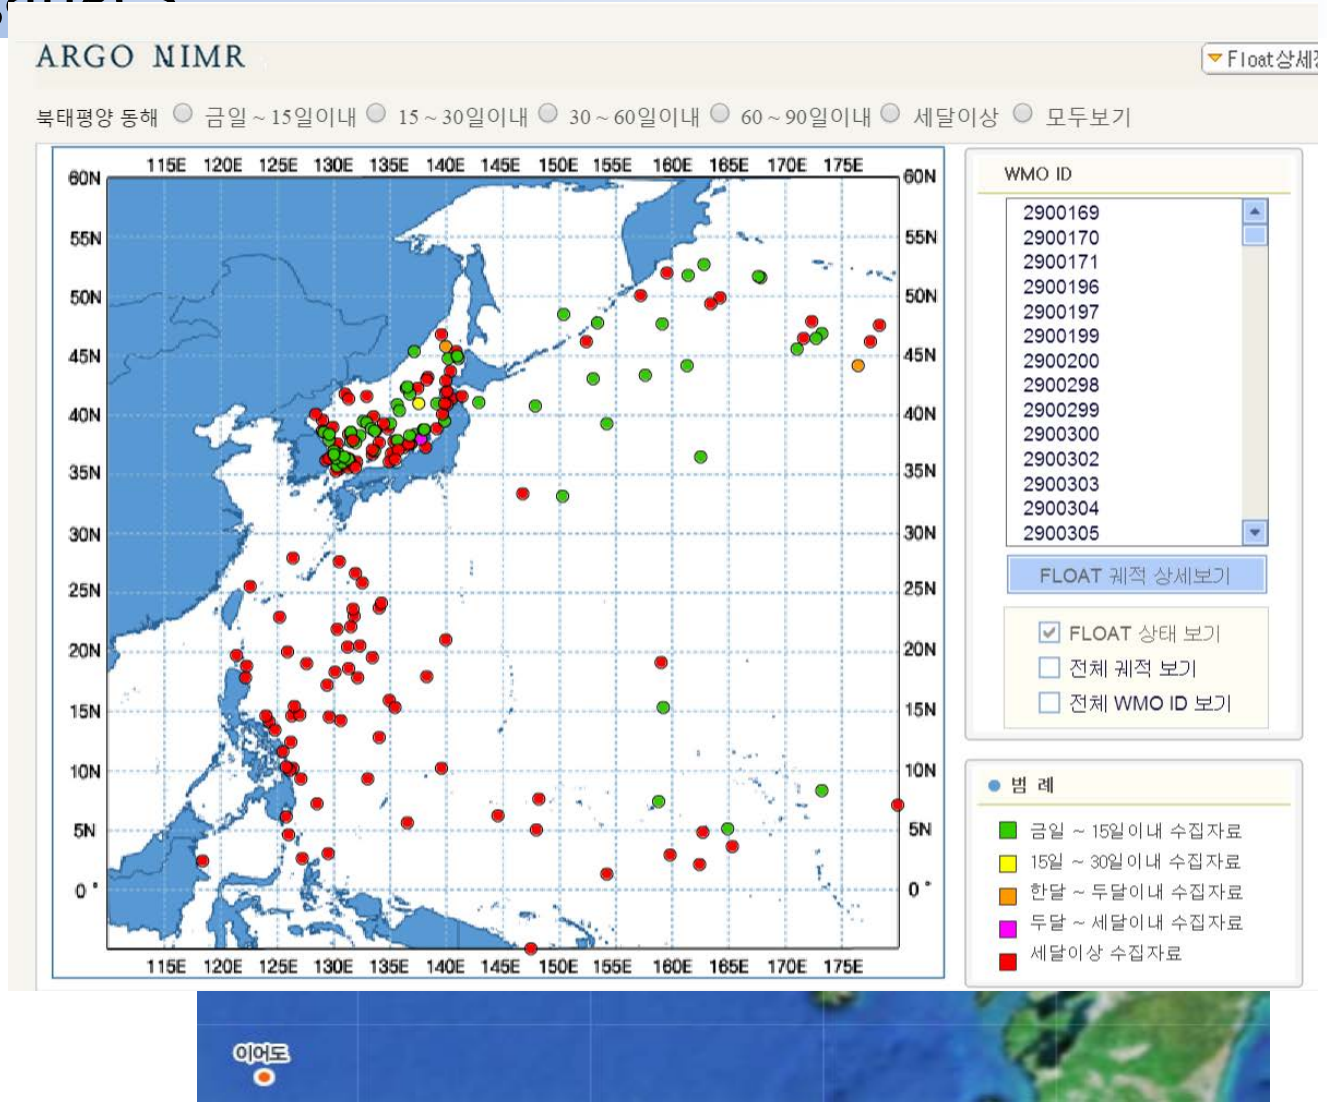 ARGO NIMR
Float상세
북태평양 동해 금일 ~ 15일이내 15 ~ 30일이내 30 ~ 60일이내 60 ~ 90일이내 세달이상 모두보기
115E 120E 125E 130E 135E 140E 145E 150E 155E 160E 165E 170E 175E
60N 60N
55N 55N
50N 50N
45N 45N
40N 40N
35N 35N
30N 30N
25N 25N
20N 20N
15N 15N
10N 10N
5N 5N
0° 0°
115E 120E 125E 130E 135E 140E 145E 150E 155E 160E 165E 170E 175E
WMO ID
2900169
2900170
2900171
2900196
2900197
2900199
2900200
2900298
2900299
2900300
2900302
2900303
2900304
2900305
FLOAT 궤적 상세보기
FLOAT 상태 보기
전체 궤적 보기
전체 WMO ID 보기
범 례
금일 ~ 15일이내 수집자료
15일 ~ 30일이내 수집자료
한달 ~ 두달이내 수집자료
두달 ~ 세달이내 수집자료
세달이상 수집자료
이어도